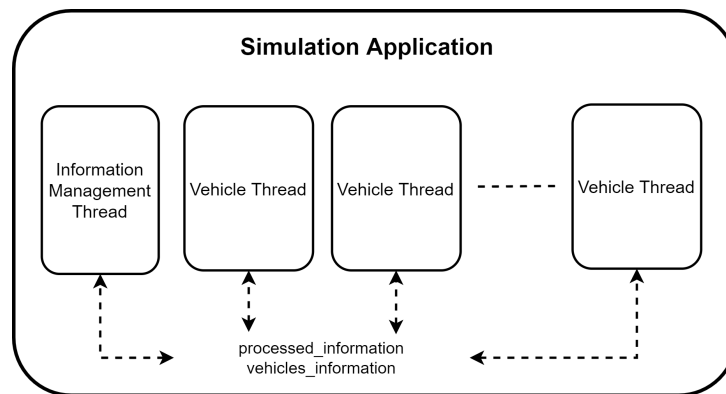 Simulation Application
Information
Management
Thread
Vehicle Thread
Vehicle Thread
Vehicle Thread
processed_information
vehicles_information